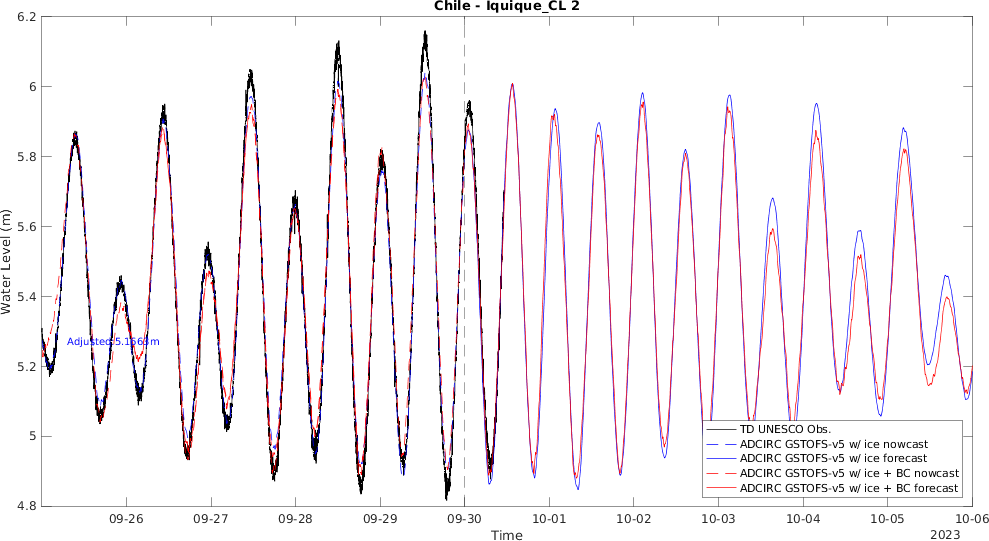 Chile - Iquique_CL 2
6.2
6
5.8
5.6
5.4
5.2
5
4.8
Water Level (m)
Adjusted:5.1663m
TD UNESCO Obs.
ADCIRC GSTOFS-v5 w/ ice nowcast
ADCIRC GSTOFS-v5 w/ ice forecast
ADCIRC GSTOFS-v5 w/ ice + BC nowcast
ADCIRC GSTOFS-v5 w/ ice + BC forecast
09-26 09-27 09-28 09-29 09-30 10-01 10-02 10-03 10-04 10-05 10-06
Time
2023